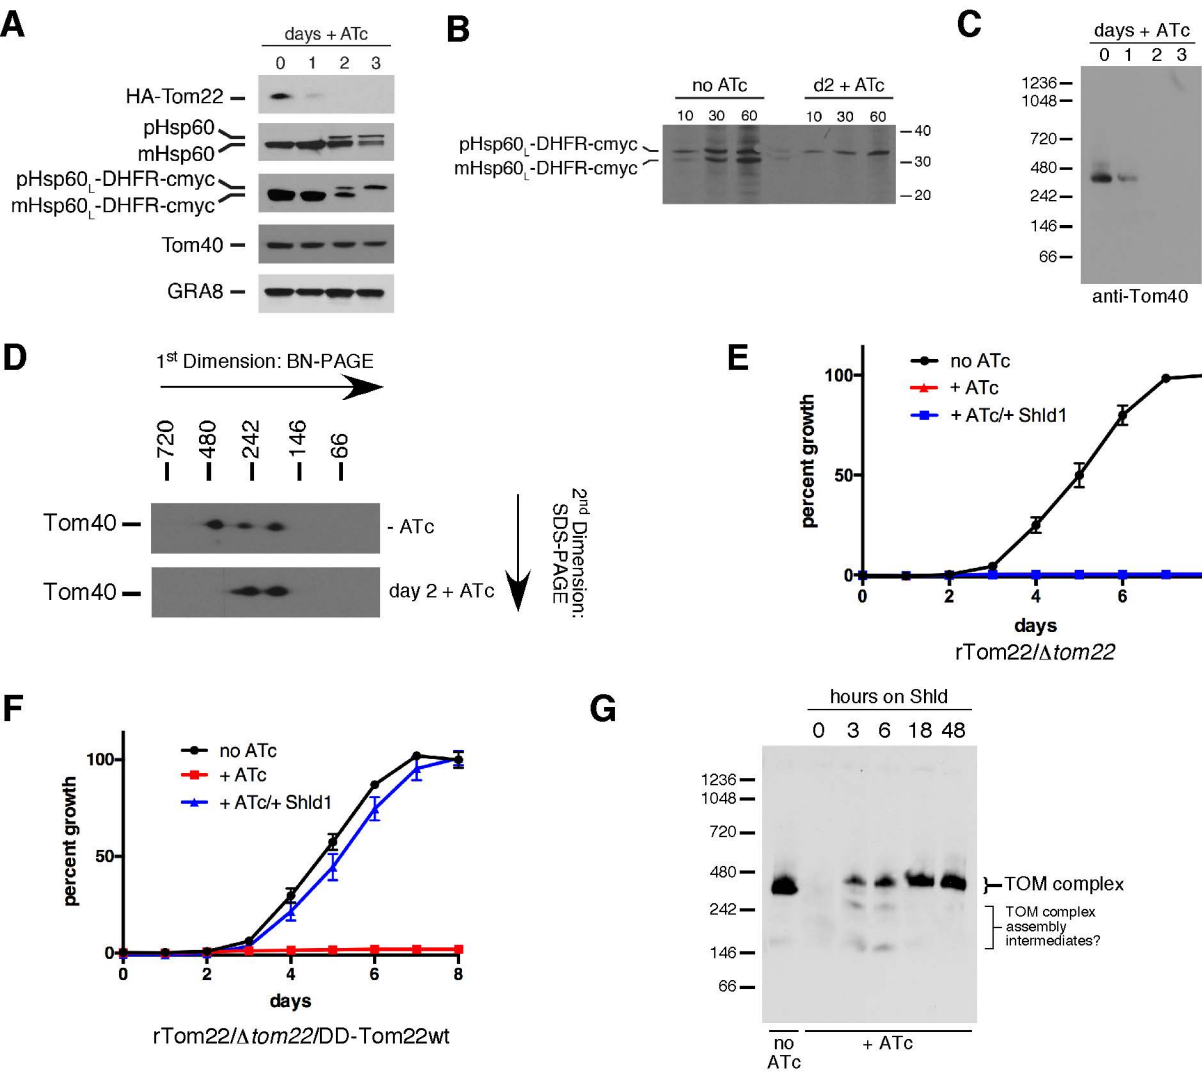 A
days + ATc
0 1 2 3
HA-Tom22
pHsp60
mHsp60
pHsp60L-DHFR-cmyc
mHsp60L-DHFR-cmyc
Tom40
GRA8
B
no ATc d2 + ATc
10 30 60 10 30 60
pHsp60L-DHFR-cmyc
mHsp60L-DHFR-cmyc
40
30
20
C
days + ATc
0 1 2 3
1236
1048
720
480
242
146
66
anti-Tom40
D
1st Dimension: BN-PAGE
720 480 242 146 66
Tom40 - ATc
Tom40 day 2 + ATc
2nd Dimension:
SDS-PAGE
E
no ATc
+ ATc
+ ATc/+ Shld1
percent growth
100
50
0
0 2 4 6
days
rTom22/Δtom22
F
no ATc
+ ATc
+ ATc/+ Shld1
percent growth
100
50
0
0 2 4 6 8
days
rTom22/Δtom22/DD-Tom22wt
G
hours on Shld
0 3 6 18 48
1236
1048
720
480
242
146
66
TOM complex
TOM complex
assembly
intermediates?
no
ATc
+ ATc